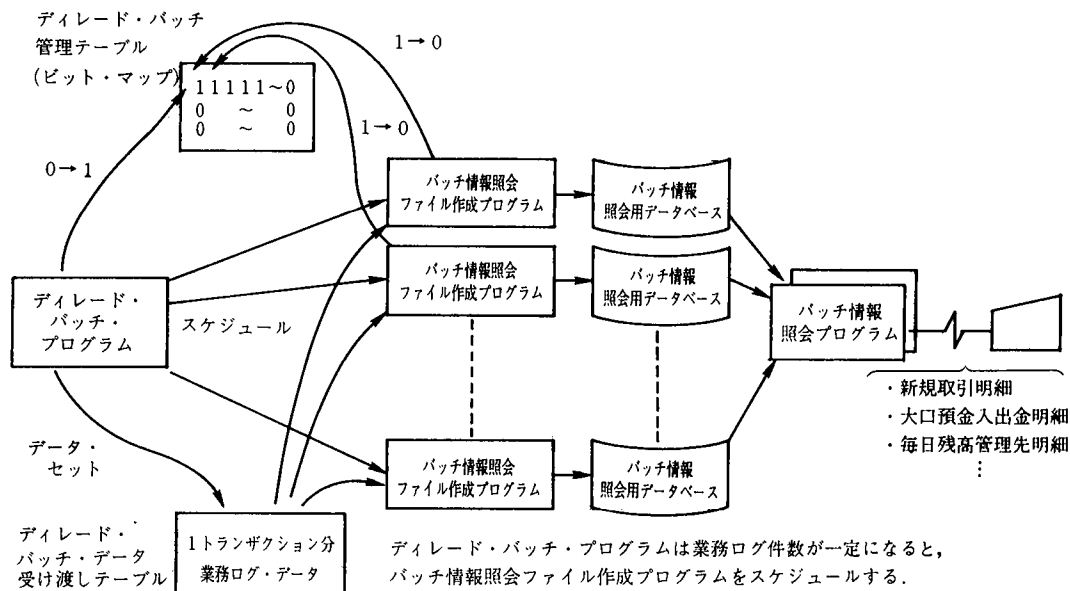 ディレード・バッチ
管理テーブル
(ビット・マップ)
1→0
1 1 1 1 1～0
0 ～ 0
0 ～ 0
1→0
0→1
バッチ情報照会
ファイル作成プログラム
バッチ情報
照会用データベース
バッチ情報照会
ファイル作成プログラム
バッチ情報
照会用データベース
ディレード・
バッチ・
プログラム
スケジュール
バッチ情報
照会プログラム
・新規取引明細
・大口預金入出金明細
・毎日残高管理先明細
⋮
データ・
セット
バッチ情報照会
ファイル作成プログラム
バッチ情報
照会用データベース
ディレード・
バッチ・データ
受け渡しテーブル
1トランザクション分
業務ログ・データ
ディレード・バッチ・プログラムは業務ログ件数が一定になると，
バッチ情報照会ファイル作成プログラムをスケジュールする．